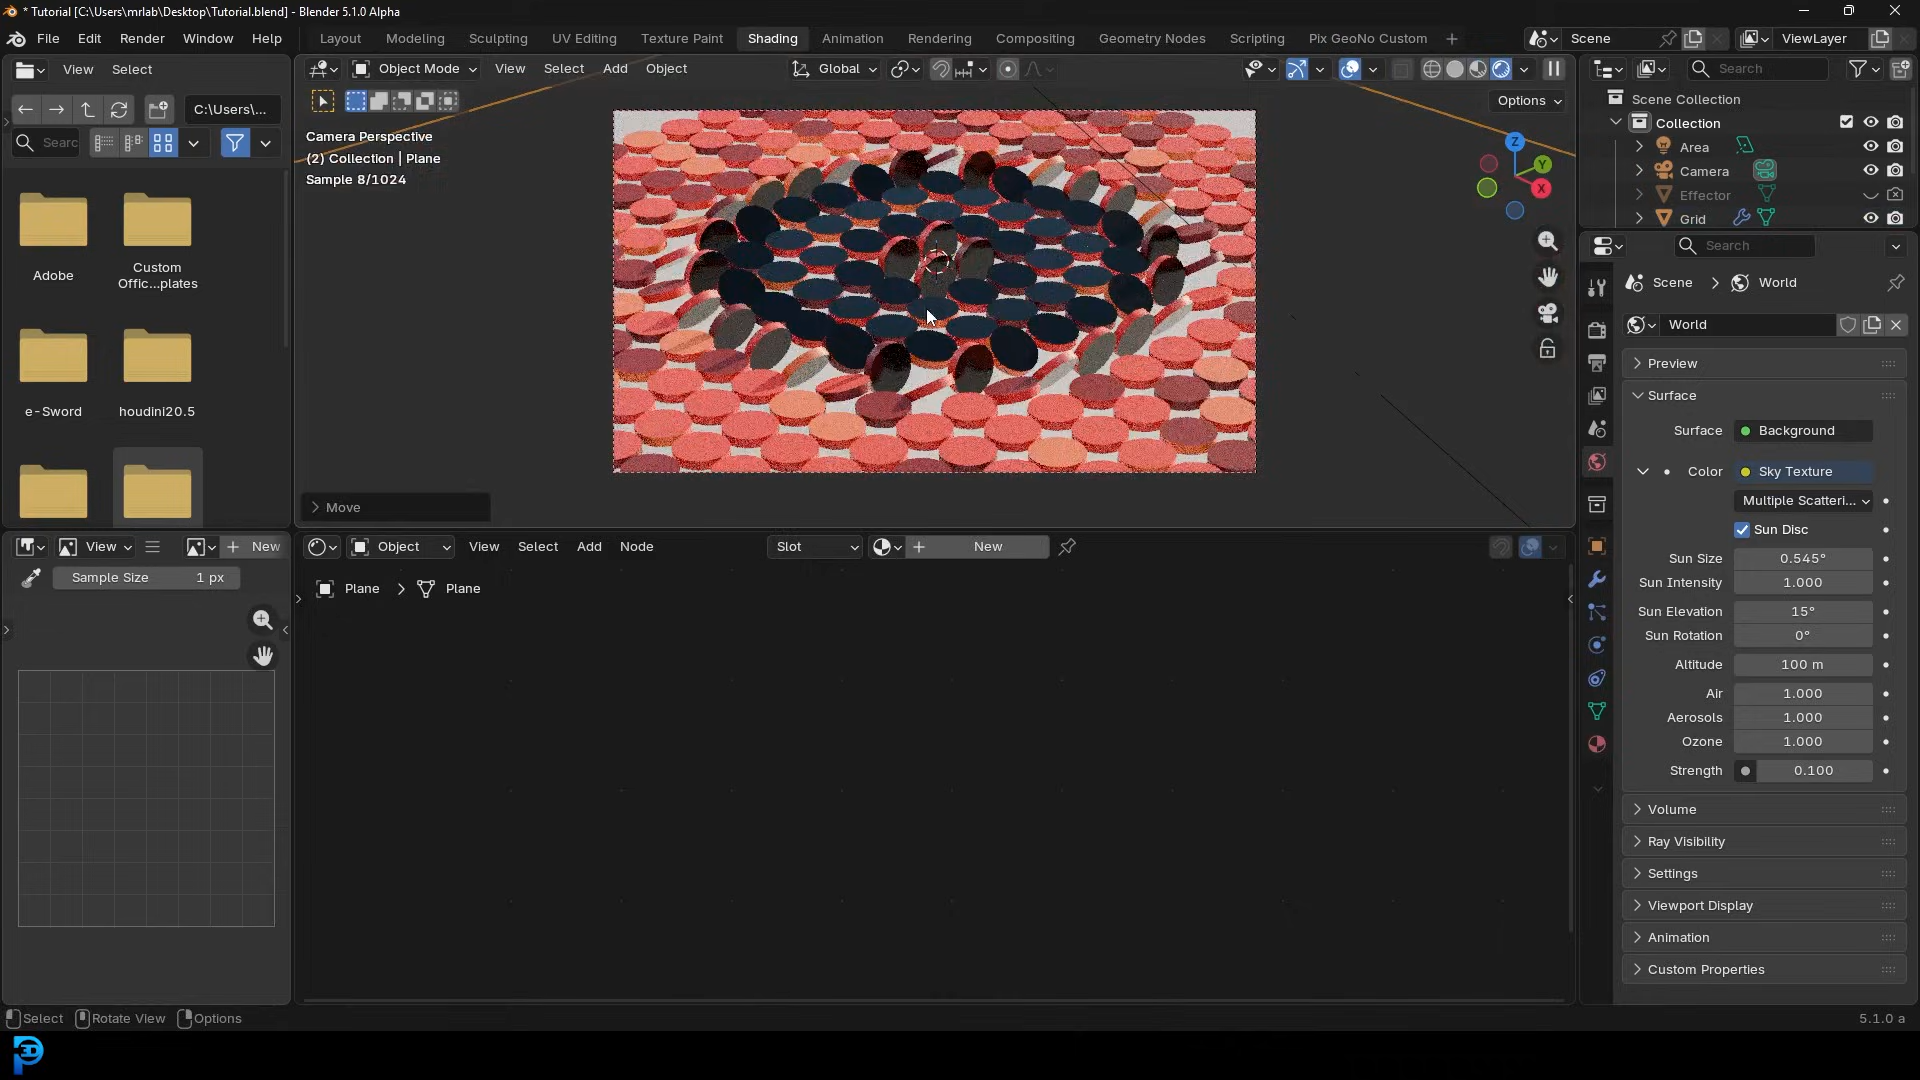 * Tutorial [C:\Users\mrlab\Desktop\Tutorial.blend] - Blender 5.1.0 Alpha
File Edit Render Window Help
Layout Modeling Sculpting UV Editing Texture Paint Shading Animation Rendering Compositing Geometry Nodes Scripting Pix GeoNo Custom
Scene
ViewLayer
View Select
Object Mode View Select Add Object
Global
Search
C:\Users\...
Options
Scene Collection
Collection
Area
Camera
Effector
Grid
Searc
Camera Perspective
(2) Collection | Plane
Sample 8/1024
Z
Y
X
Adobe
Custom Offic...plates
e-Sword
houdini20.5
Move
Search
Scene > World
World
Preview
Surface
Surface Background
Color Sky Texture
Multiple Scatteri...
Sun Disc
Sun Size 0.545°
Sun Intensity 1.000
Sun Elevation 15°
Sun Rotation 0°
Altitude 100 m
Air 1.000
Aerosols 1.000
Ozone 1.000
Strength 0.100
Volume
Ray Visibility
Settings
Viewport Display
Animation
Custom Properties
View New
Sample Size 1 px
Object View Select Add Node Slot New
Plane > Plane
Select Rotate View Options
5.1.0 a